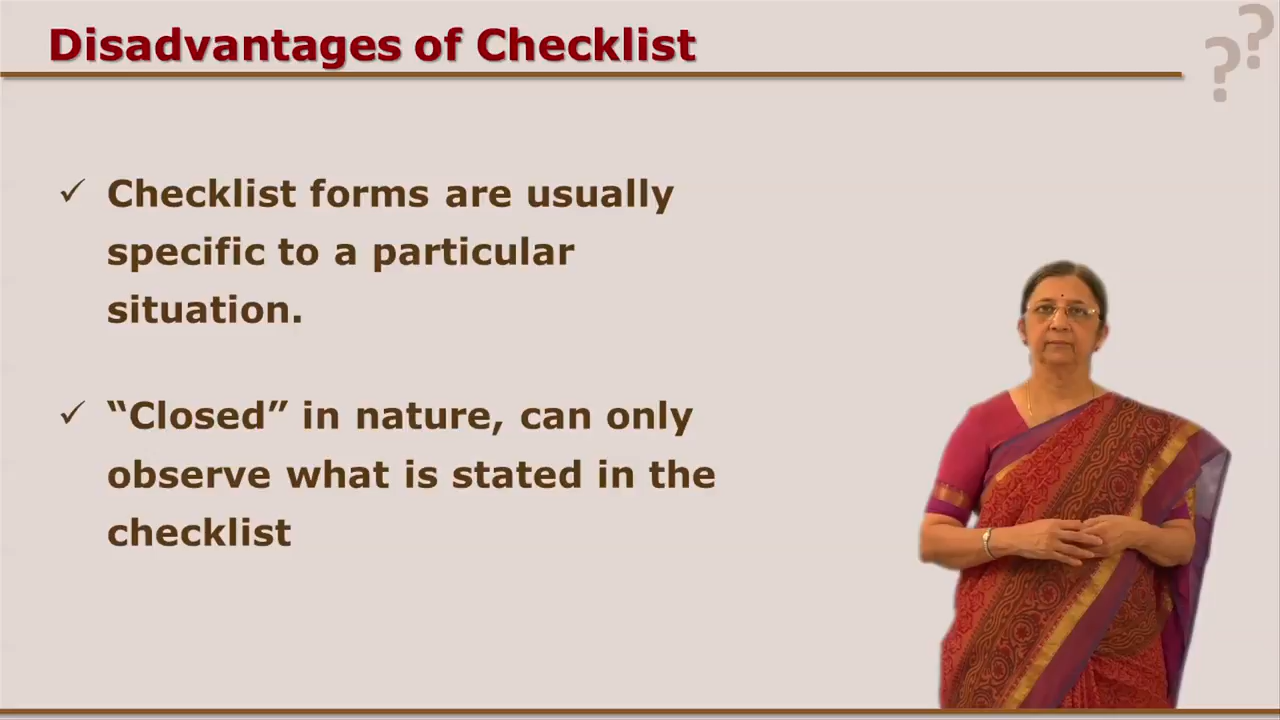 Disadvantages of Checklist
??
✓ Checklist forms are usually
specific to a particular
situation.
✓ “Closed” in nature, can only
observe what is stated in the
checklist